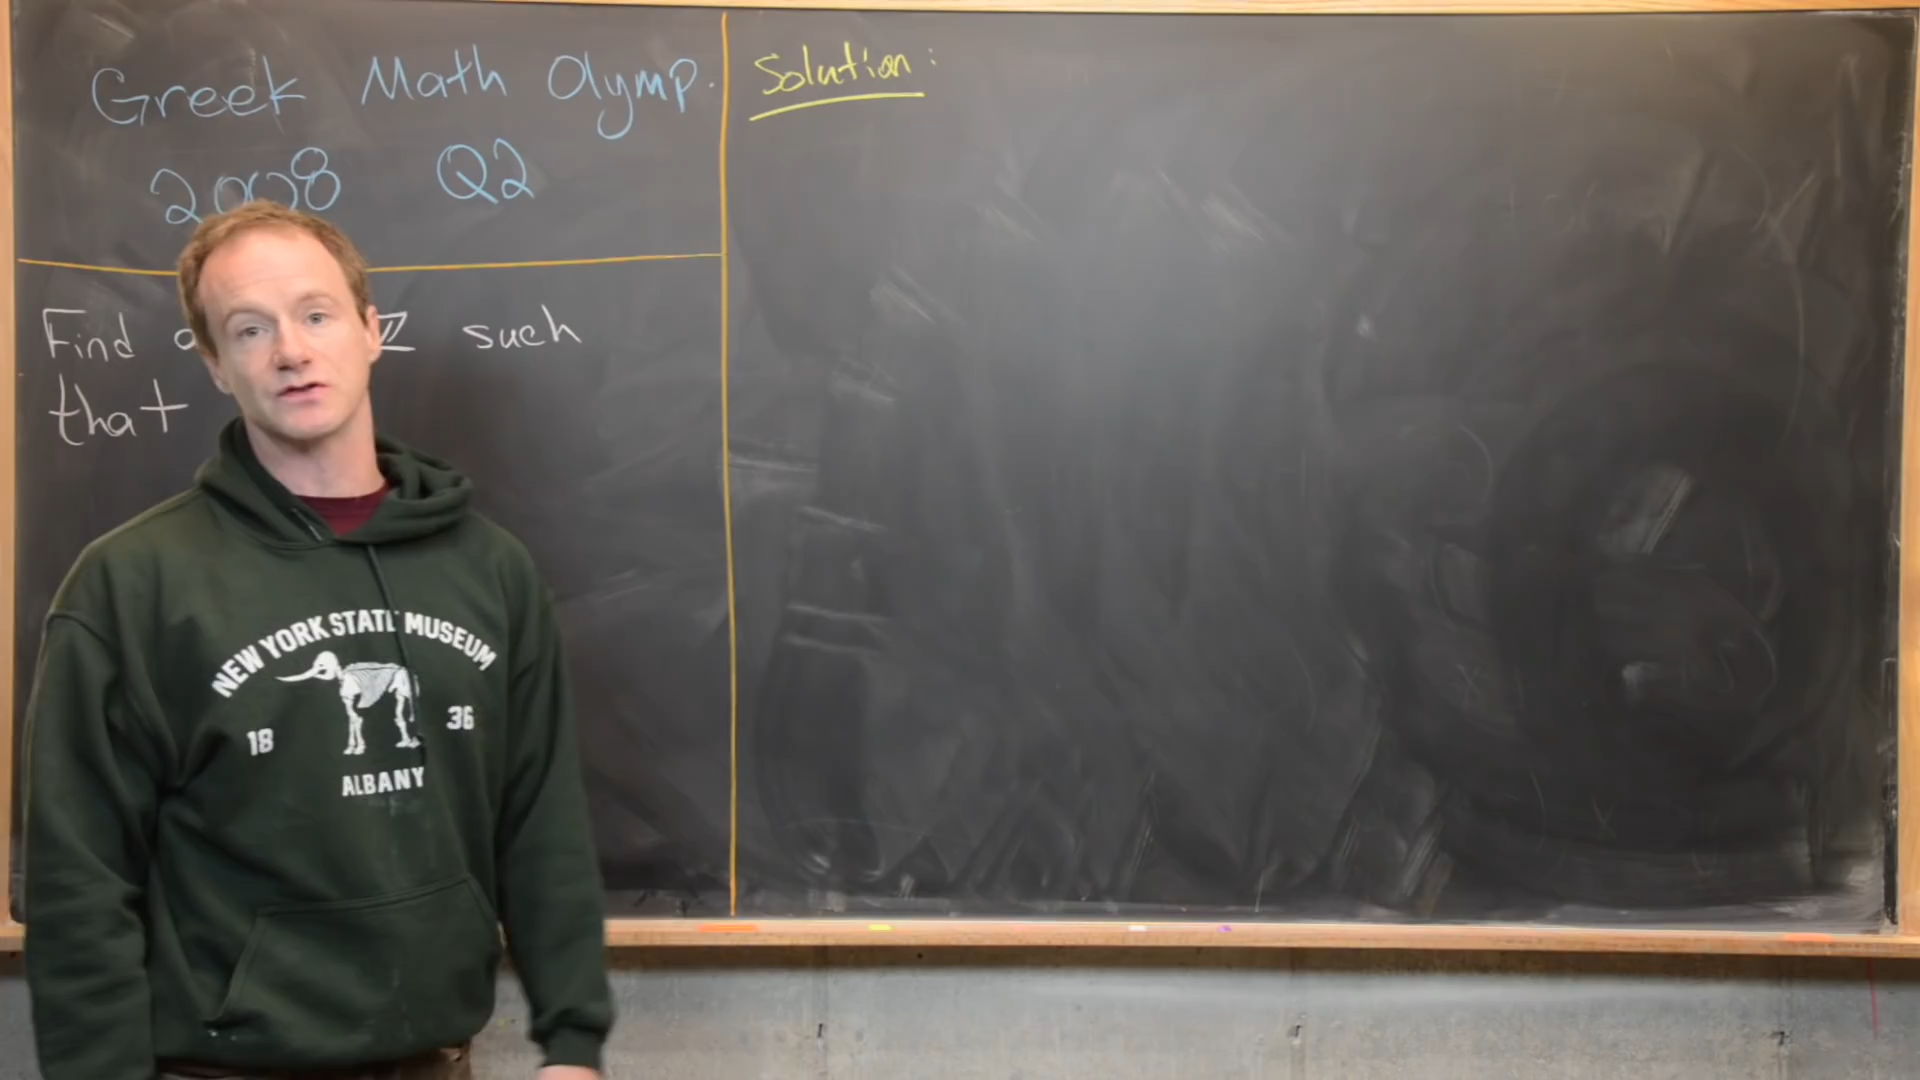 Greek Math Olymp.
2008 Q2
Find such
that
Solution:
NEW YORK STATE MUSEUM
18 36
ALBANY